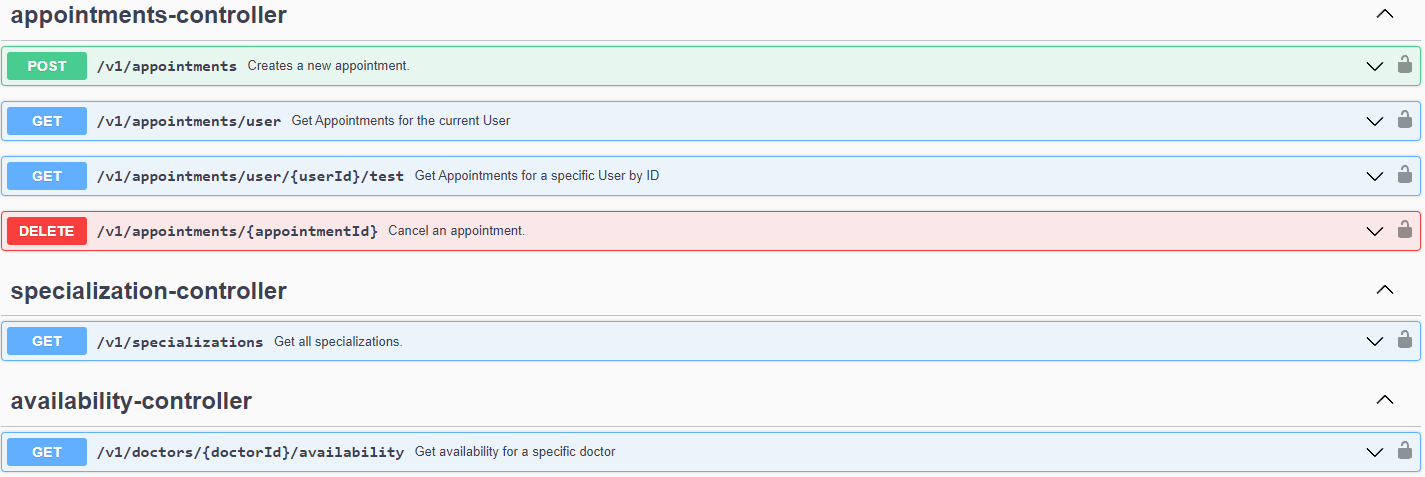 appointments-controller
POST /v1/appointments Creates a new appointment.
GET /v1/appointments/user Get Appointments for the current User
GET /v1/appointments/user/{userId}/test Get Appointments for a specific User by ID
DELETE /v1/appointments/{appointmentId} Cancel an appointment.
specialization-controller
GET /v1/specializations Get all specializations.
availability-controller
GET /v1/doctors/{doctorId}/availability Get availability for a specific doctor